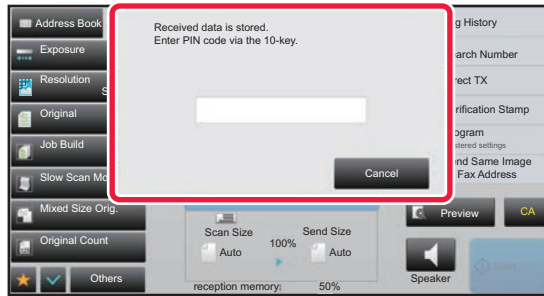 Address Book
Exposure
Resolution
S
Original
Job Build
Slow Scan Mo
Mixed Size Orig.
Original Count
Others
Received data is stored.
Enter PIN code via the 10-key.
Cancel
g History
arch Number
rect TX
rification Stamp
ogram
tered settings
nd Same Image
Fax Address
Scan Size
Send Size
100%
Auto
Auto
reception memory:
50%
Preview
CA
Speaker
Start